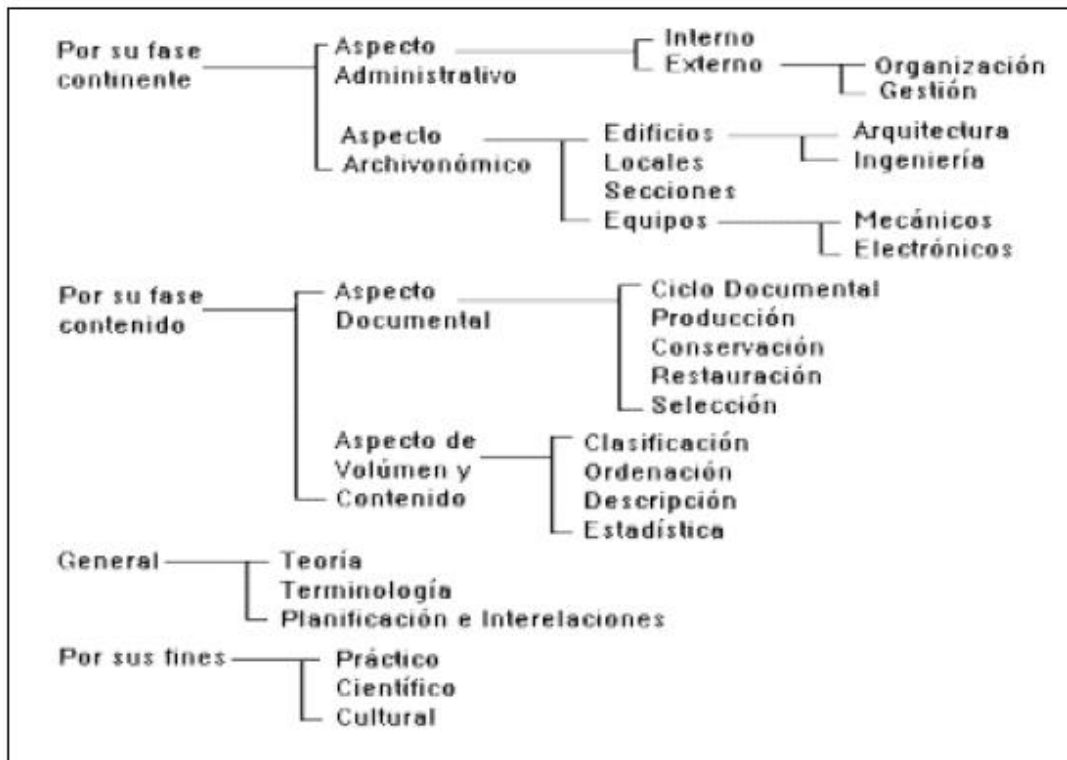 Por su fase
continente
Aspecto
Administrativo
Interno
Externo
Organización
Gestión
Aspecto
Archivonómico
Edificios
Locales
Secciones
Equipos
Arquitectura
Ingeniería
Mecánicos
Electrónicos
Por su fase
contenido
Aspecto
Documental
Ciclo Documental
Producción
Conservación
Restauración
Selección
Aspecto de
Volúmen y
Contenido
Clasificación
Ordenación
Descripción
Estadística
General
Teoría
Terminología
Planificación e Interelaciones
Por sus fines
Práctico
Científico
Cultural